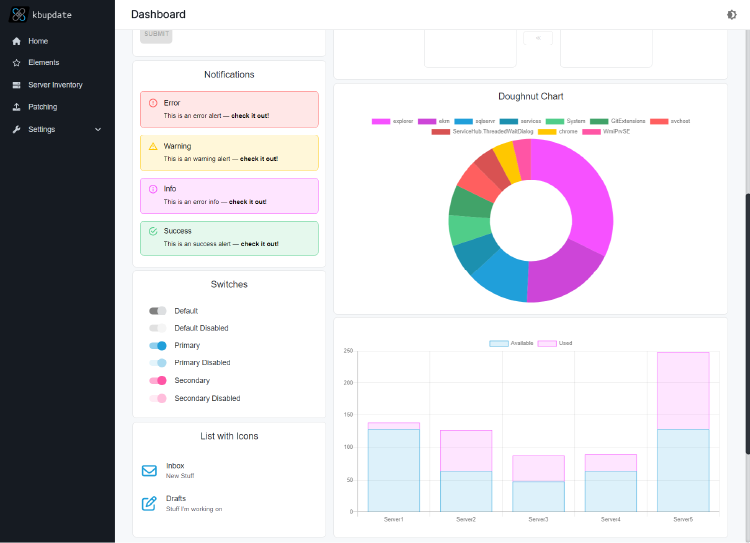 kbupdate
Dashboard
Home
Elements
Server Inventory
Patching
Settings
SUBMIT
Notifications
Error
This is an error alert — check it out!
Warning
This is an warning alert — check it out!
Info
This is an error info — check it out!
Success
This is an success alert — check it out!
Switches
Default
Default Disabled
Primary
Primary Disabled
Secondary
Secondary Disabled
List with Icons
Inbox
New Stuff
Drafts
Stuff I'm working on
Doughnut Chart
explorer
sqlservr
services
System
GitExtensions
svchost
ServiceHub.ThreadedWaitDialog
chrome
WmiPrvSE
Available
Used
250
200
150
100
50
0
Server1
Server2
Server3
Server4
Server5